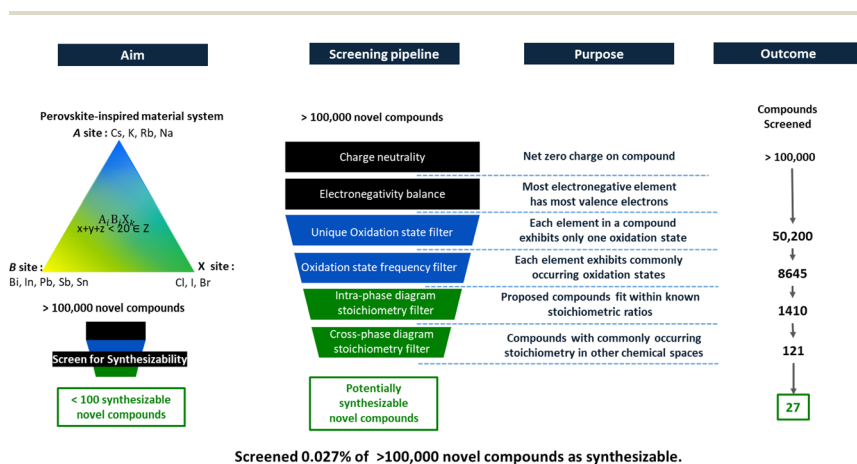 Aim
Screening pipeline
Purpose
Outcome
Perovskite-inspired material system
A site : Cs, K, Rb, Na
x+y+z < 20 ∈ Z
B site :
Bi, In, Pb, Sb, Sn
X site :
Cl, I, Br
> 100,000 novel compounds
Screen for Synthesizability
< 100 synthesizable
novel compounds
> 100,000 novel compounds
Charge neutrality
Electronegativity balance
Unique Oxidation state filter
Oxidation state frequency filter
Intra-phase diagram
stoichiometry filter
Cross-phase diagram
stoichiometry filter
Potentially
synthesizable
novel compounds
Net zero charge on compound
Most electronegative element
has most valence electrons
Each element in a compound
exhibits only one oxidation state
Each element exhibits commonly
occurring oxidation states
Proposed compounds fit within known
stoichiometric ratios
Compounds with commonly occurring
stoichiometry in other chemical spaces
Compounds
Screened
> 100,000
50,200
8645
1410
121
27
Screened 0.027% of >100,000 novel compounds as synthesizable.